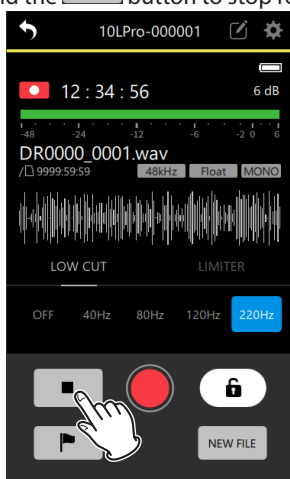 d the button to stop r
10LPro-000001
12 : 34 : 56 6 dB
-48 -24 -12 -6 -2 0 6
DR0000_0001.wav
/ 9999:59:59 48kHz Float MONO
LOW CUT LIMITER
OFF 40Hz 80Hz 120Hz 220Hz
NEW FILE